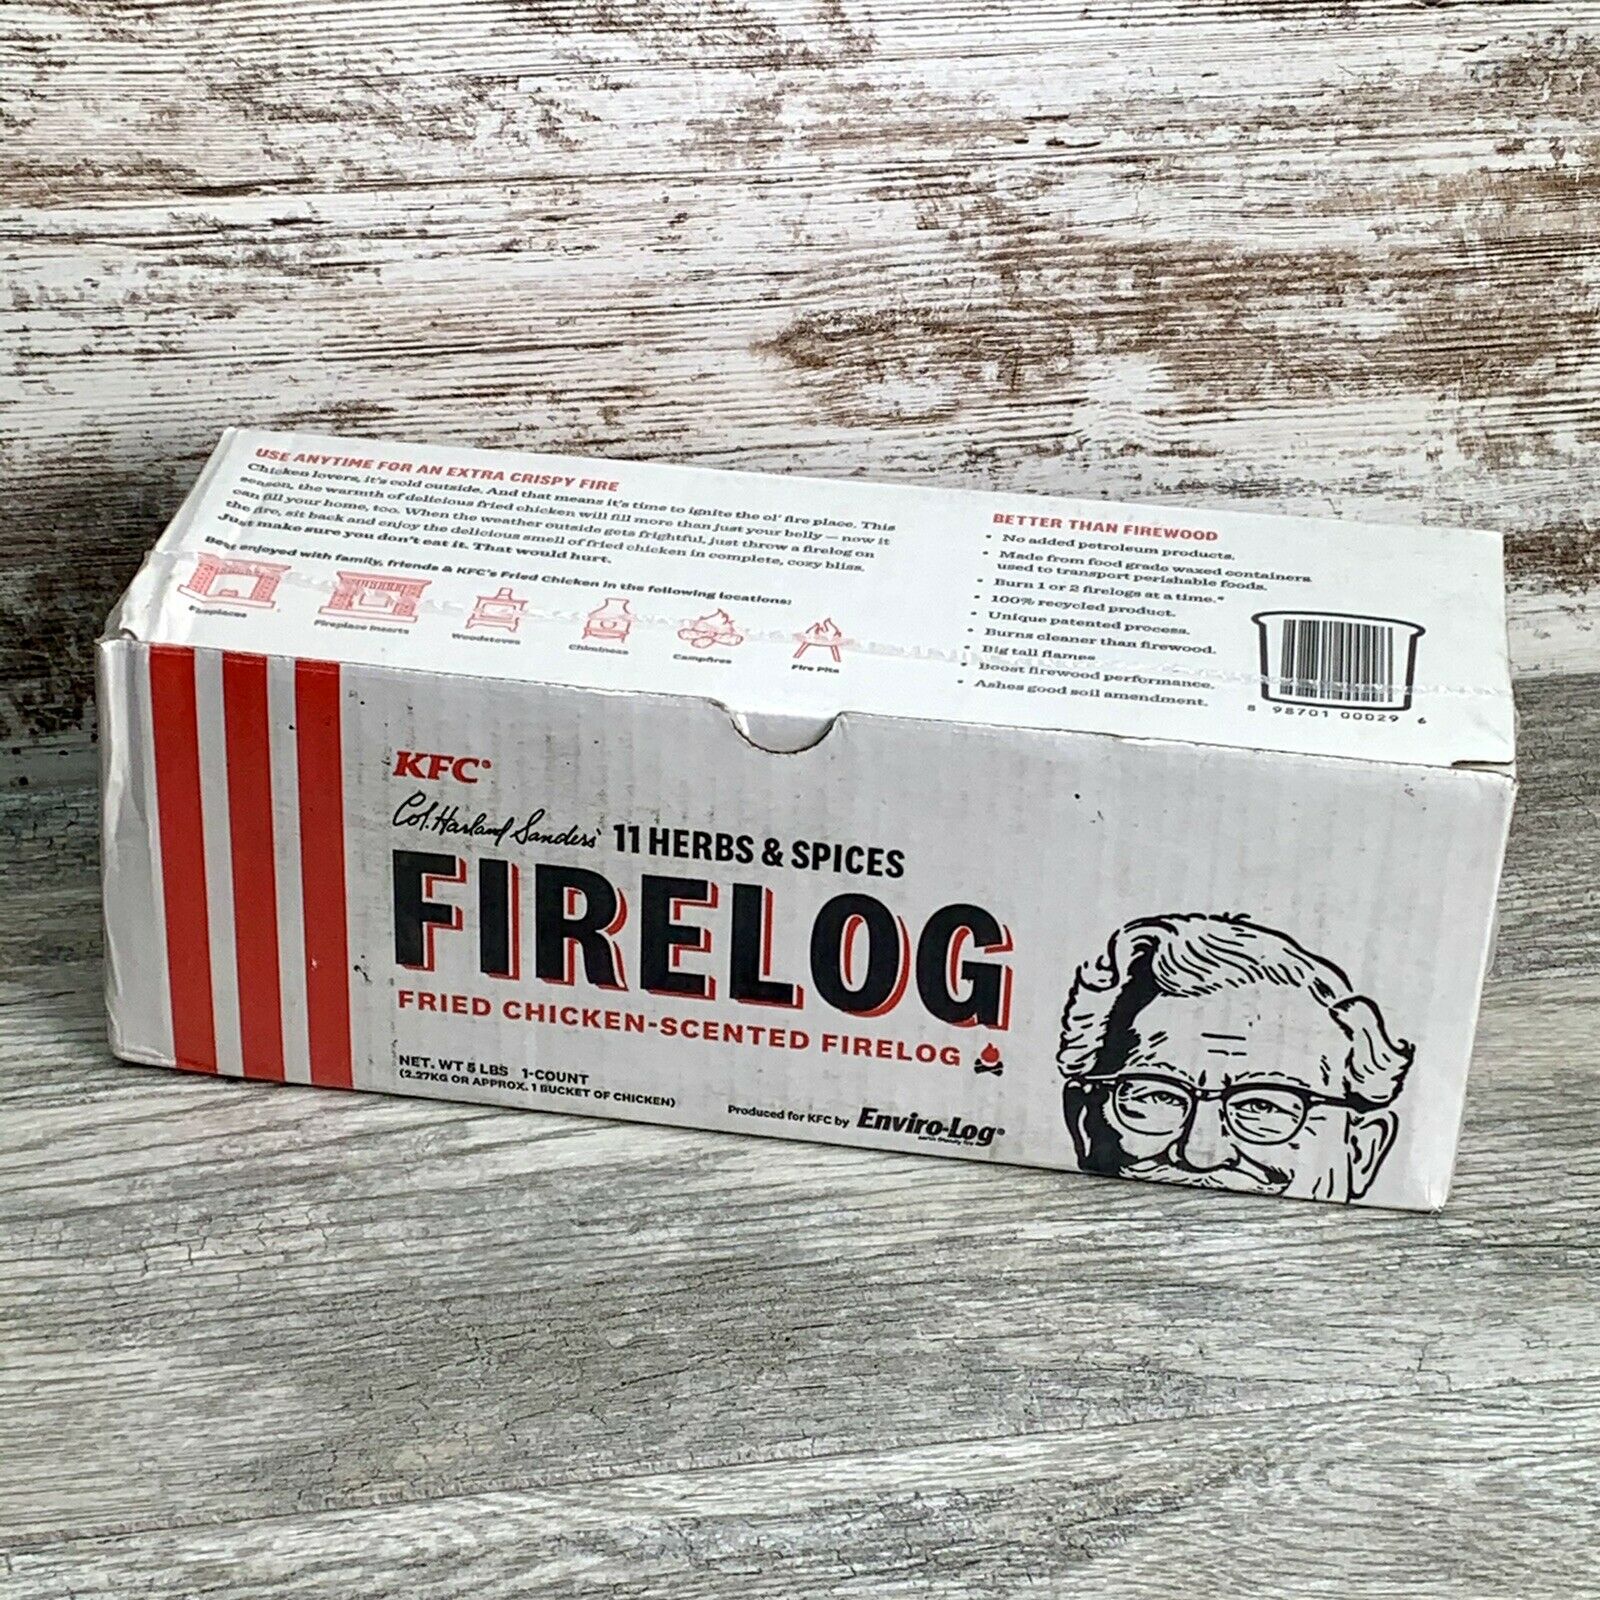 USE ANYTIME FOR AN EXTRA CRISPY FIRE
Chicken lovers, it's cold outside. And that means it's time to ignite the ol' fire place. This
season, the warmth of delicious fried chicken will fill more than just your belly — now it
can fill your home, too. When the weather outside gets frightful, just throw a firelog on
the fire, sit back and enjoy the delicious smell of fried chicken in complete, cozy bliss.
Just make sure you don't eat it. That would hurt.
Best enjoyed with family, friends & KFC's Fried Chicken in the following locations:
Fireplaces
Fireplace Inserts
Woodstoves
Chimineas
Campfires
Fire Pits
BETTER THAN FIREWOOD
• No added petroleum products.
• Made from food grade waxed containers
used to transport perishable foods.
• Burn 1 or 2 firelogs at a time.*
• 100% recycled product.
• Unique patented process.
• Burns cleaner than firewood.
• Big tall flames
• Boost firewood performance.
• Ashes good soil amendment.
8 98701 00029 6
KFC®
Col. Harland Sanders' 11 HERBS & SPICES
FIRELOG
FRIED CHICKEN-SCENTED FIRELOG
NET. WT 5 LBS 1-COUNT
(2.27KG OR APPROX. 1 BUCKET OF CHICKEN)
Produced for KFC by Enviro-Log®